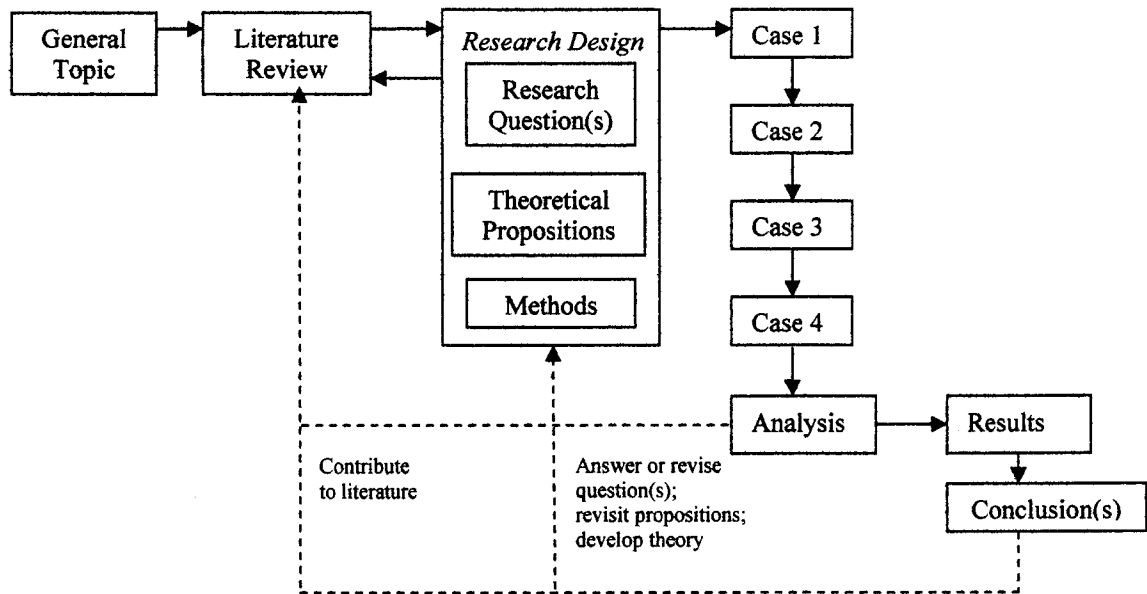 General
Topic
Literature
Review
Research Design
Research
Question(s)
Theoretical
Propositions
Methods
Case 1
Case 2
Case 3
Case 4
Analysis
Results
Conclusion(s)
Contribute
to literature
Answer or revise
question(s);
revisit propositions;
develop theory